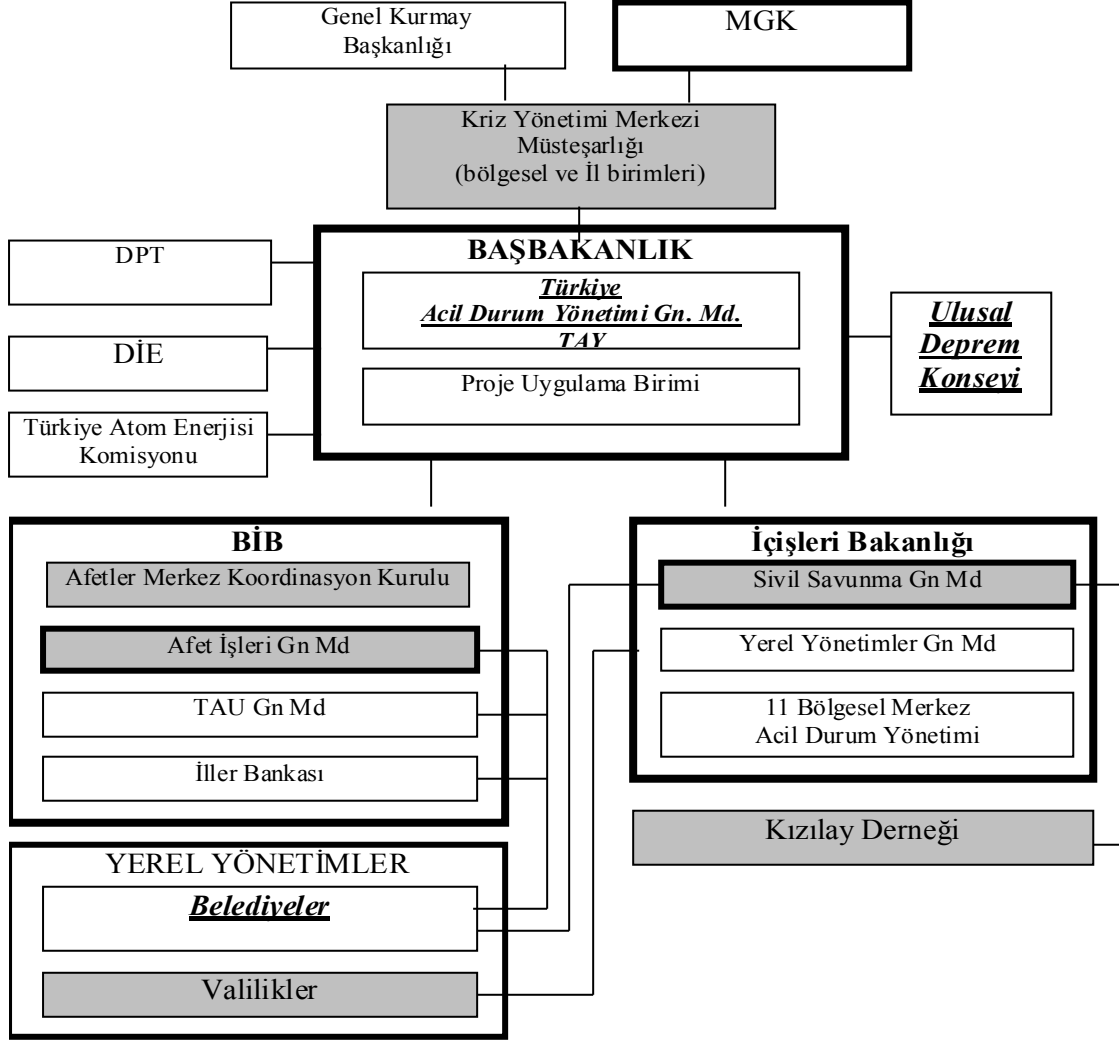 Genel Kurmay
Başkanlığı
MGK
Kriz Yönetimi Merkezi
Müsteşarlığı
(bölgesel ve İl birimleri)
BAŞBAKANLIK
Türkiye
Acil Durum Yönetimi Gn. Md.
TAY
Proje Uygulama Birimi
DPT
DİE
Türkiye Atom Enerjisi
Komisyonu
Ulusal
Deprem
Konseyi
BİB
Afetler Merkez Koordinasyon Kurulu
Afet İşleri Gn Md
TAU Gn Md
İller Bankası
İçişleri Bakanlığı
Sivil Savunma Gn Md
Yerel Yönetimler Gn Md
11 Bölgesel Merkez
Acil Durum Yönetimi
Kızılay Derneği
YEREL YÖNETİMLER
Belediyeler
Valilikler